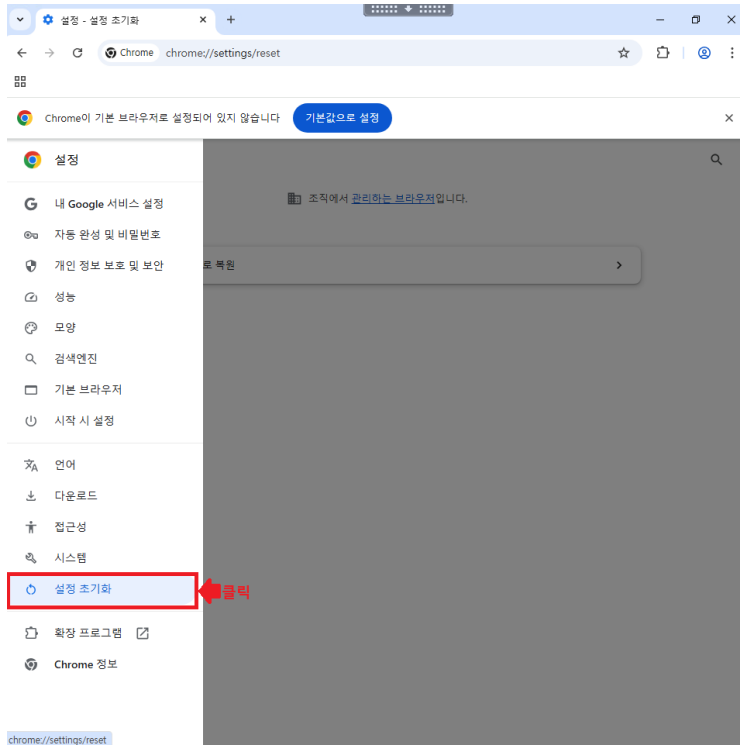 설정 - 설정 초기화
Chrome
chrome://settings/reset
Chrome이 기본 브라우저로 설정되어 있지 않습니다
기본값으로 설정
설정
조직에서 관리하는 브라우저입니다.
내 Google 서비스 설정
자동 완성 및 비밀번호
개인 정보 보호 및 보안
로 복원
성능
모양
검색엔진
기본 브라우저
시작 시 설정
언어
다운로드
접근성
시스템
설정 초기화
클릭
확장 프로그램
Chrome 정보
chrome://settings/reset